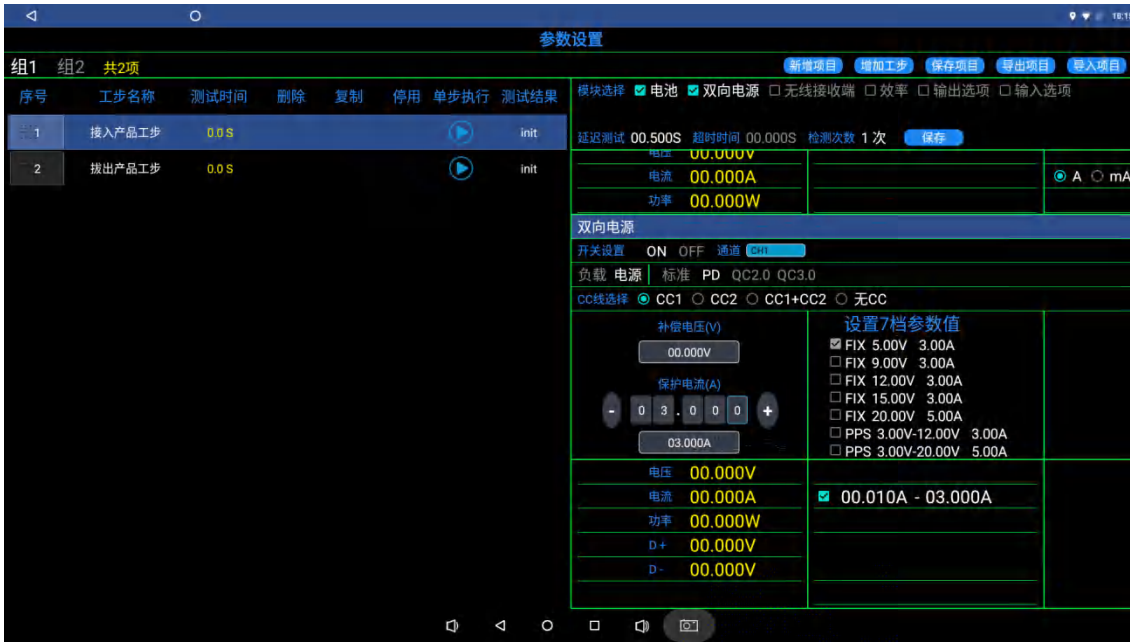 参数设置
组1 组2 共2项 新增项目 增加工步 保存项目 导出项目 导入项目
序号 工步名称 测试时间 删除 复制 停用 单步执行 测试结果
1 接入产品工步 0.0 S init
2 拔出产品工步 0.0 S init
模块选择 电池 双向电源 无线接收端 效率 输出选项 输入选项
延迟测试 00.500S 超时时间 00.000S 检测次数 1 次 保存
电压 00.000V
电流 00.000A A mA
功率 00.000W
双向电源
开关设置 ON OFF 通道 CH1
负载 电源 标准 PD QC2.0 QC3.0
CC线选择 CC1 CC2 CC1+CC2 无CC
补偿电压(V)
00.000V
保护电流(A)
- 0 3 . 0 0 0 +
03.000A
设置7档参数值
FIX 5.00V 3.00A
FIX 9.00V 3.00A
FIX 12.00V 3.00A
FIX 15.00V 3.00A
FIX 20.00V 5.00A
PPS 3.00V-12.00V 3.00A
PPS 3.00V-20.00V 5.00A
电压 00.000V
电流 00.000A 00.010A - 03.000A
功率 00.000W
D+ 00.000V
D- 00.000V